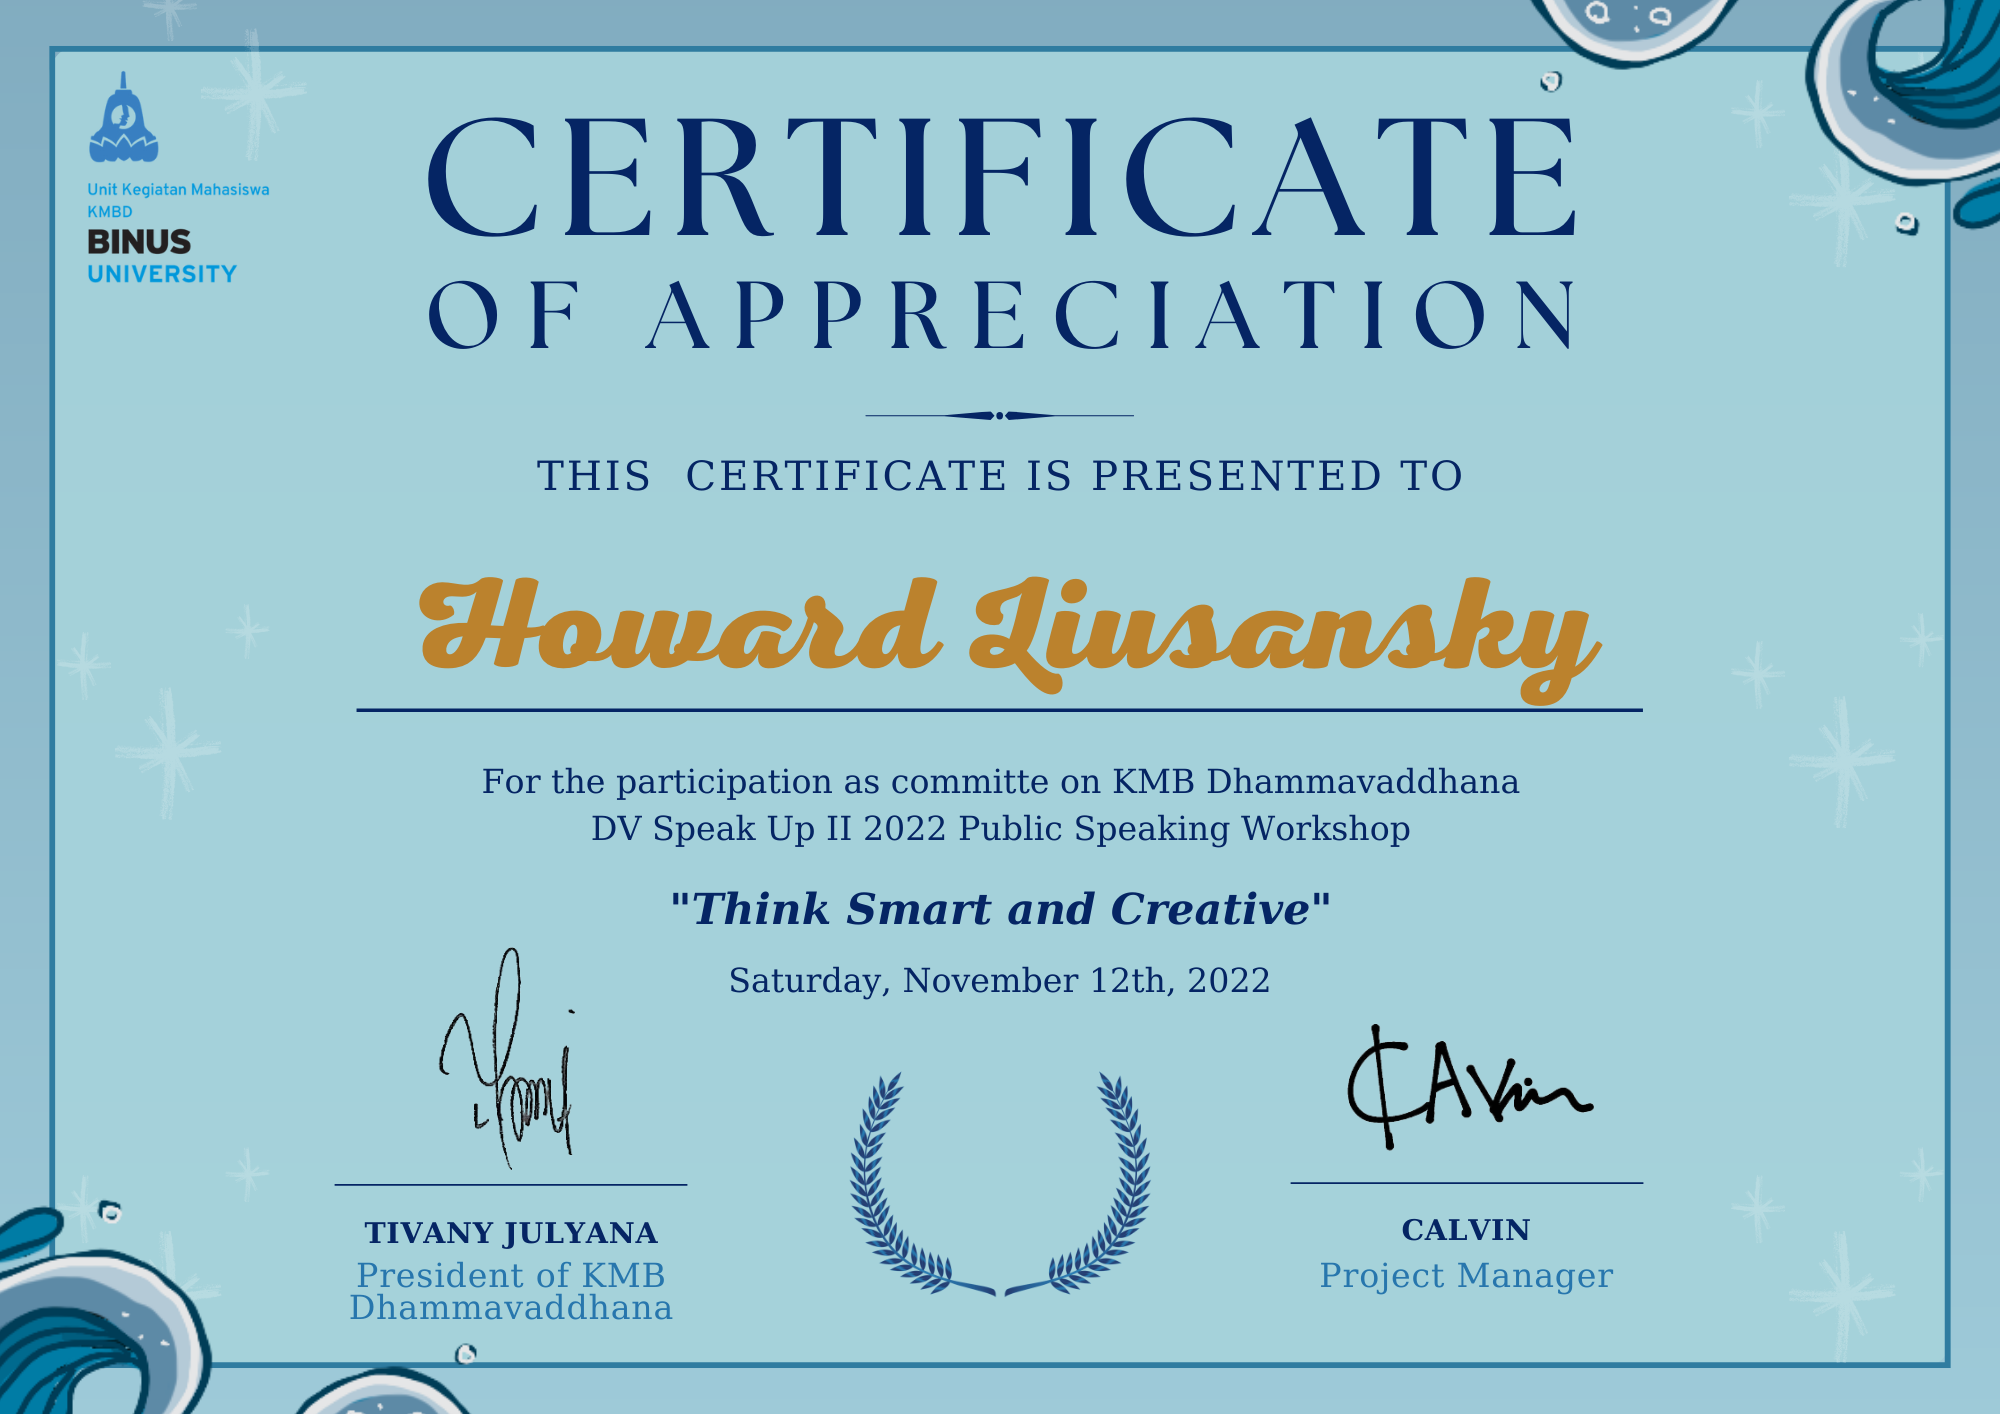 Unit Kegiatan Mahasiswa
KMBD
BINUS
UNIVERSITY
CERTIFICATE
OF APPRECIATION
THIS CERTIFICATE IS PRESENTED TO
Howard Liusansky
For the participation as committe on KMB Dhammavaddhana
DV Speak Up II 2022 Public Speaking Workshop
"Think Smart and Creative"
Saturday, November 12th, 2022
CAlvin
TIVANY JULYANA
President of KMB
Dhammavaddhana
CALVIN
Project Manager